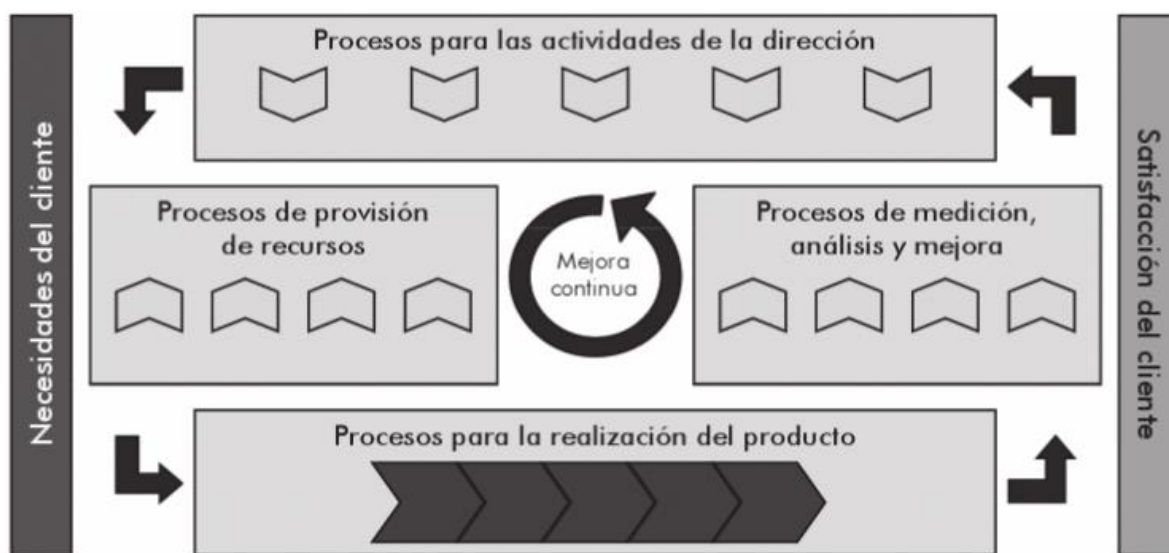 Necesidades del cliente
Procesos para las actividades de la dirección
Procesos de provisión
de recursos
Mejora
continua
Procesos de medición,
análisis y mejora
Procesos para la realización del producto
Satisfacción del cliente